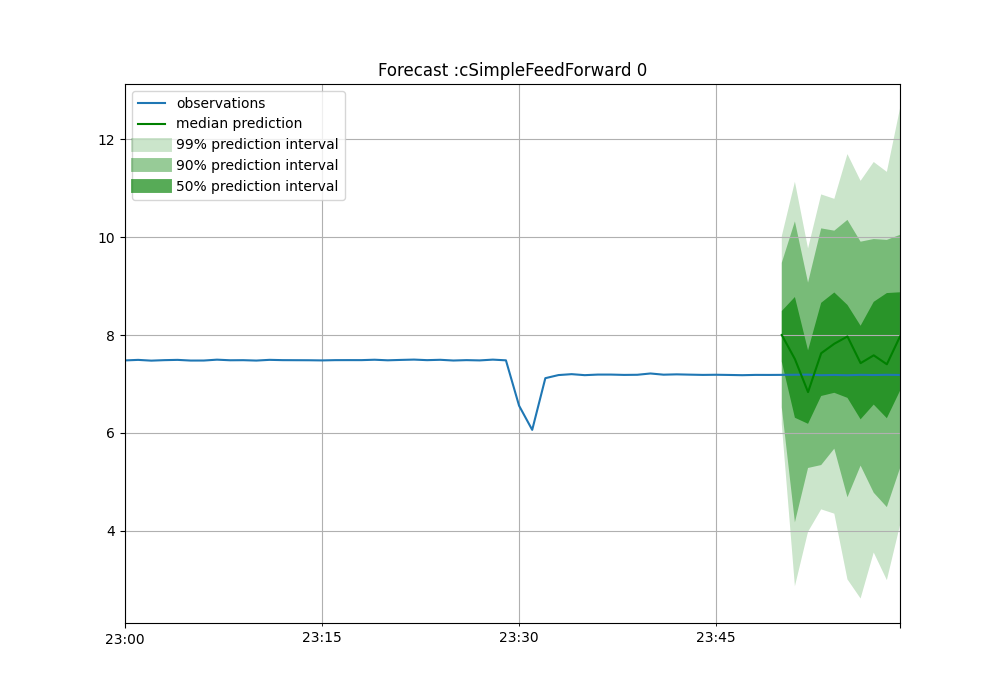 Forecast :cSimpleFeedForward 0
observations
median prediction
99% prediction interval
90% prediction interval
50% prediction interval
12
10
8
6
4
23:00
23:15
23:30
23:45